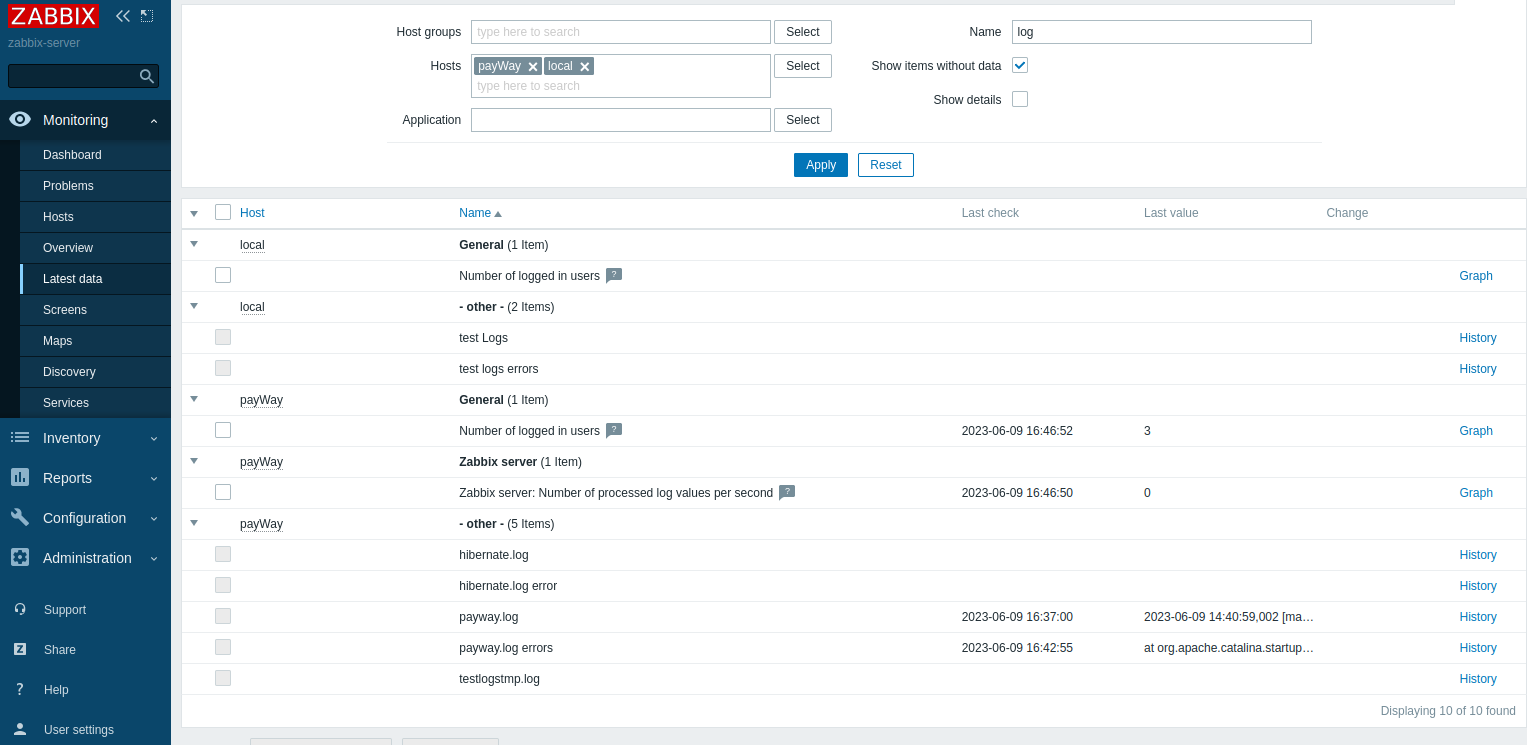 ZABBIX
zabbix-server
Monitoring
Dashboard
Problems
Hosts
Overview
Latest data
Screens
Maps
Discovery
Services
Inventory
Reports
Configuration
Administration
Support
Z Share
? Help
User settings
Host groups type here to search Select Name log
Hosts payWay local Select Show items without data
type here to search
Show details
Application Select
Apply Reset
Host Name Last check Last value Change
local General (1 Item)
Number of logged in users ? Graph
local - other - (2 Items)
test Logs History
test logs errors History
payWay General (1 Item)
Number of logged in users ? 2023-06-09 16:46:52 3 Graph
payWay Zabbix server (1 Item)
Zabbix server: Number of processed log values per second ? 2023-06-09 16:46:50 0 Graph
payWay - other - (5 Items)
hibernate.log History
hibernate.log error History
payway.log 2023-06-09 16:37:00 2023-06-09 14:40:59,002 [ma… History
payway.log errors 2023-06-09 16:42:55 at org.apache.catalina.startup… History
testlogstmp.log History
Displaying 10 of 10 found